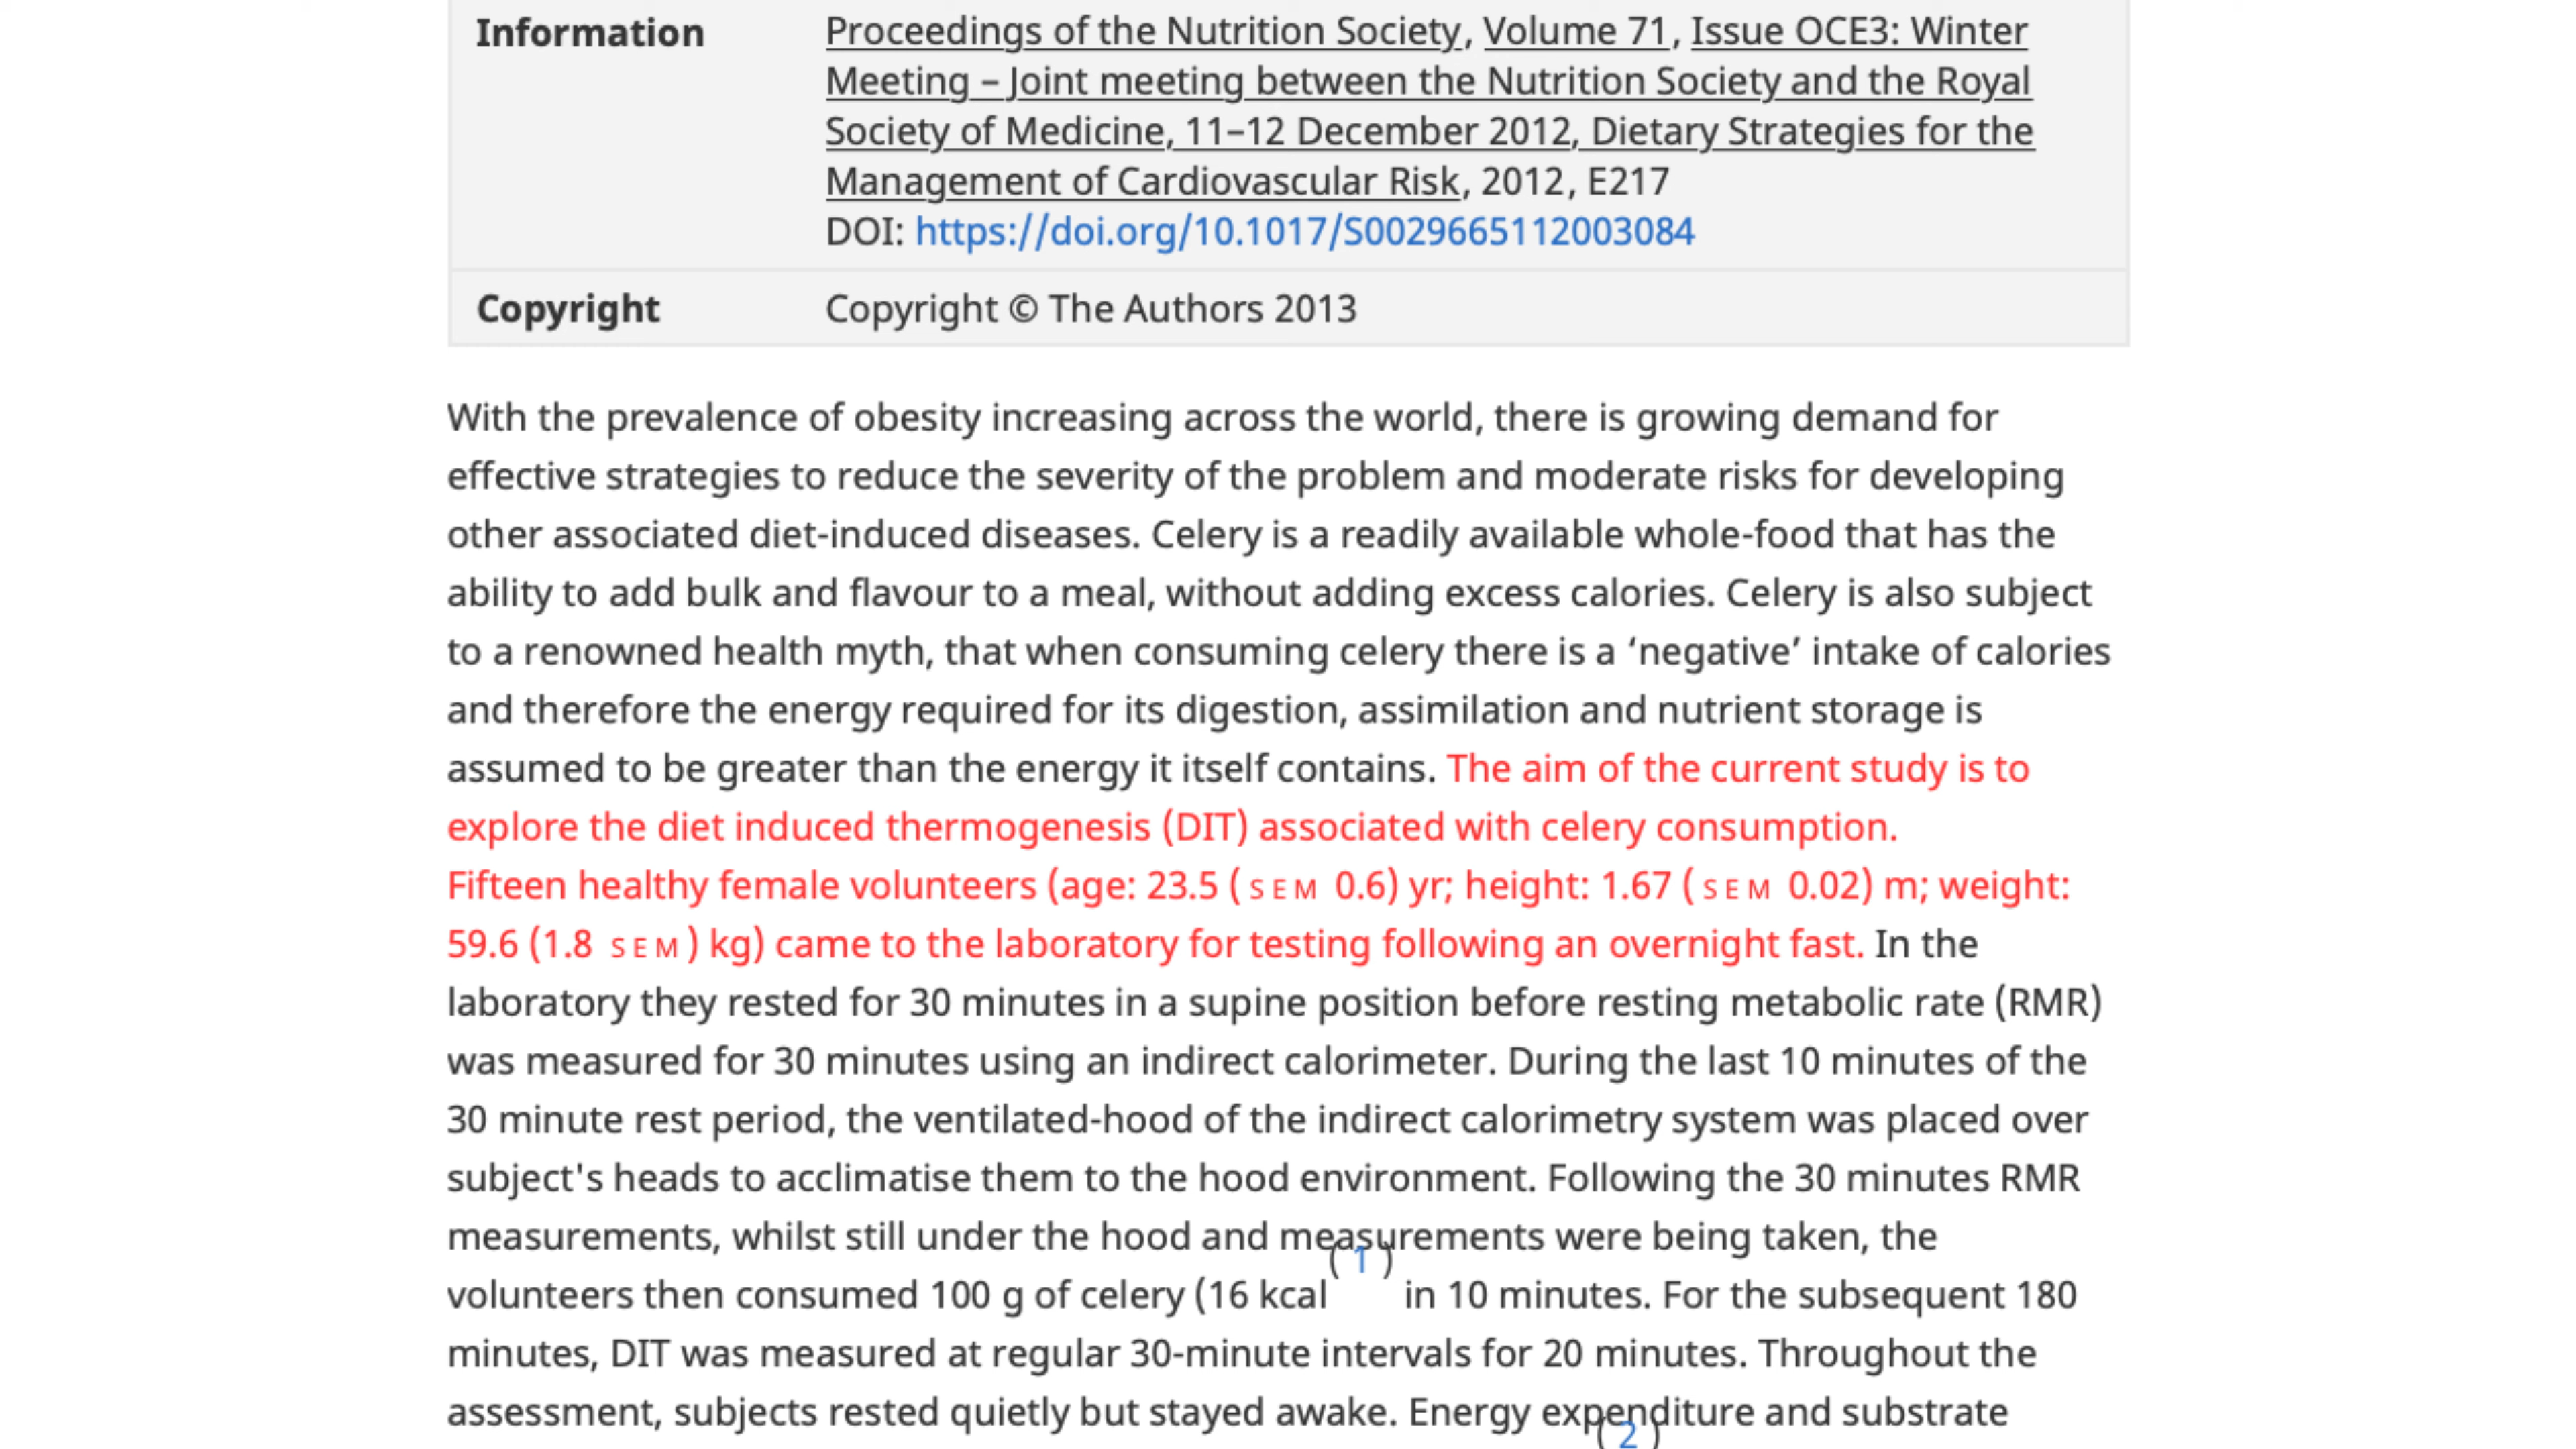 Information
Proceedings of the Nutrition Society, Volume 71, Issue OCE3: Winter
Meeting – Joint meeting between the Nutrition Society and the Royal
Society of Medicine, 11–12 December 2012, Dietary Strategies for the
Management of Cardiovascular Risk, 2012, E217
DOI: https://doi.org/10.1017/S0029665112003084
Copyright
Copyright © The Authors 2013
With the prevalence of obesity increasing across the world, there is growing demand for
effective strategies to reduce the severity of the problem and moderate risks for developing
other associated diet-induced diseases. Celery is a readily available whole-food that has the
ability to add bulk and flavour to a meal, without adding excess calories. Celery is also subject
to a renowned health myth, that when consuming celery there is a ‘negative’ intake of calories
and therefore the energy required for its digestion, assimilation and nutrient storage is
assumed to be greater than the energy it itself contains. The aim of the current study is to
explore the diet induced thermogenesis (DIT) associated with celery consumption.
Fifteen healthy female volunteers (age: 23.5 (SEM 0.6) yr; height: 1.67 (SEM 0.02) m; weight:
59.6 (1.8 SEM) kg) came to the laboratory for testing following an overnight fast. In the
laboratory they rested for 30 minutes in a supine position before resting metabolic rate (RMR)
was measured for 30 minutes using an indirect calorimeter. During the last 10 minutes of the
30 minute rest period, the ventilated-hood of the indirect calorimetry system was placed over
subject's heads to acclimatise them to the hood environment. Following the 30 minutes RMR
measurements, whilst still under the hood and measurements were being taken, the
volunteers then consumed 100 g of celery (16 kcal(1) in 10 minutes. For the subsequent 180
minutes, DIT was measured at regular 30-minute intervals for 20 minutes. Throughout the
assessment, subjects rested quietly but stayed awake. Energy expenditure and substrate
(2)